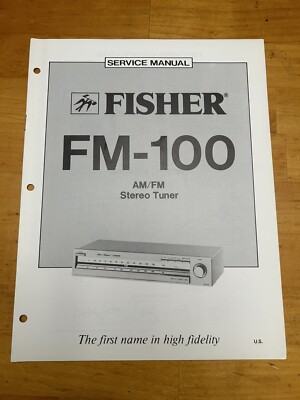 SERVICE MANUAL
FISHER®
FM-100
AM/FM
Stereo Tuner
The first name in high fidelity
U.S.